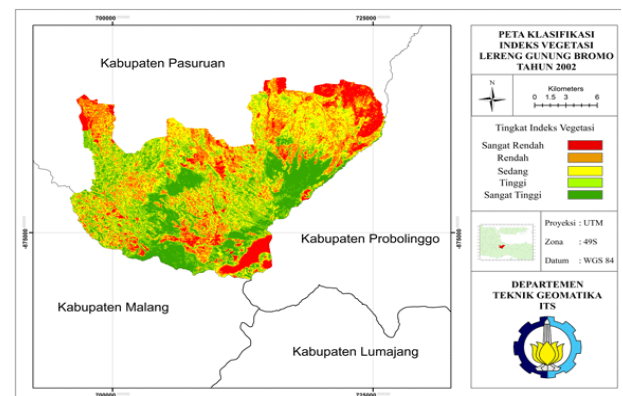 700000
725000
Kabupaten Pasuruan
Kabupaten Probolinggo
Kabupaten Malang
Kabupaten Lumajang
700000
725000
PETA KLASIFIKASI
INDEKS VEGETASI
LERENG GUNUNG BROMO
TAHUN 2002
N
Kilometers
0 1.5 3 6
Tingkat Indeks Vegetasi
Sangat Rendah
Rendah
Sedang
Tinggi
Sangat Tinggi
Proyeksi : UTM
Zona : 49S
Datum : WGS 84
DEPARTEMEN
TEKNIK GEOMATIKA
ITS